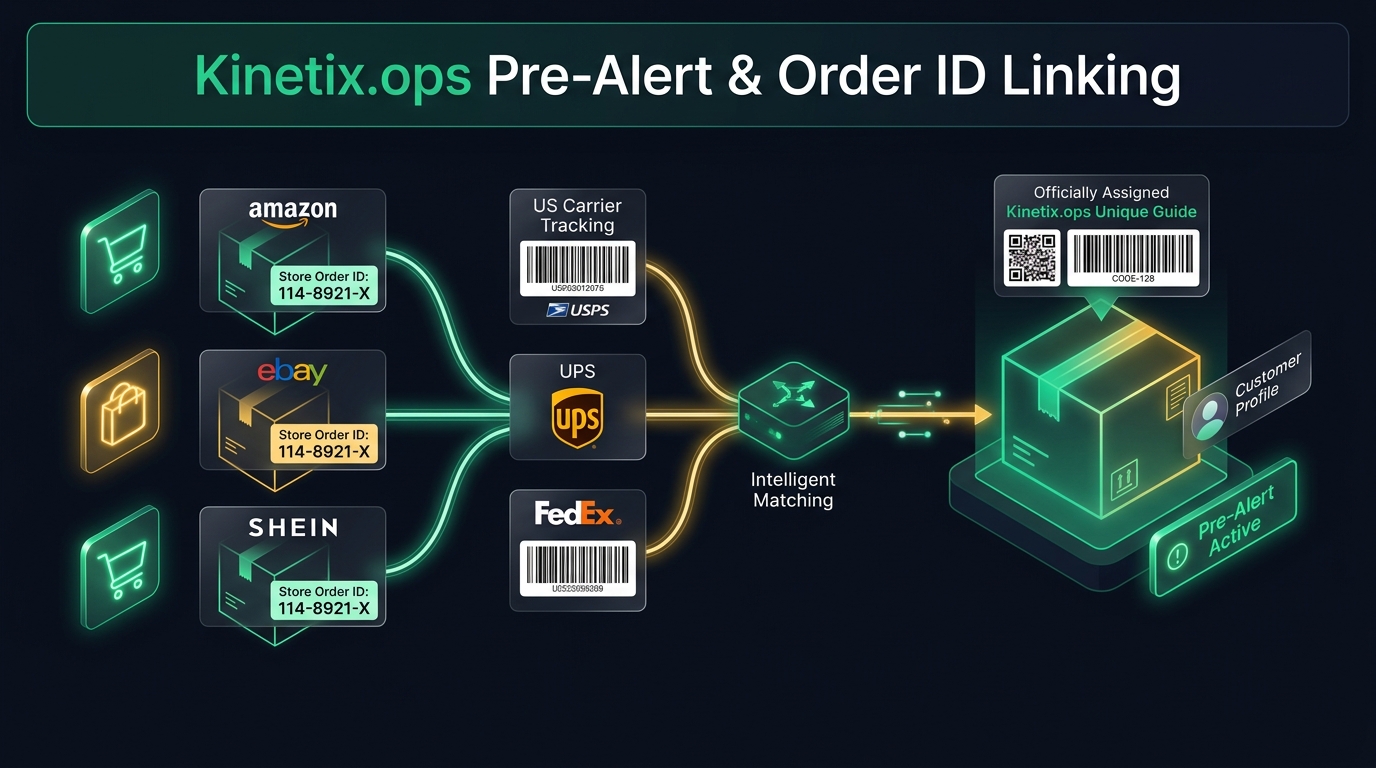 Kinetix.ops Pre-Alert & Order ID Linking
amazon
Store Order ID:
114-8921-X
ebay
Store Order ID:
114-8921-X
SHEIN
Store Order ID:
114-8921-X
US Carrier
Tracking
USPS
UPS
ups
FedEx
Intelligent
Matching
Officially Assigned
Kinetix.ops Unique Guide
COOE-128
Customer
Profile
Pre-Alert
Active